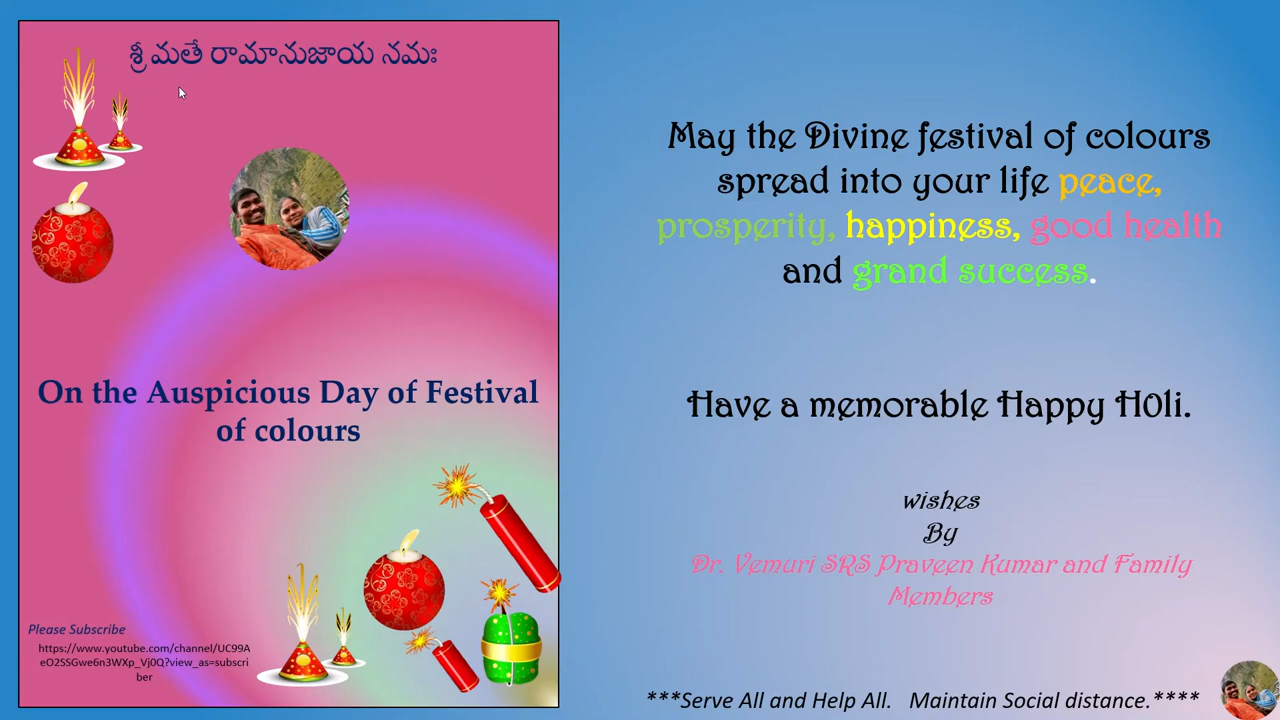 శ్రీ మతే రామానుజాయ నమః
On the Auspicious Day of Festival
of colours
Please Subscribe
https://www.youtube.com/channel/UC99A
eO2SSGwe6n3WXp_Vj0Q?view_as=subscri
ber
May the Divine festival of colours
spread into your life peace,
prosperity, happiness, good health
and grand success.
Have a memorable Happy H0li.
wishes
By
Dr. Vemuri SRS Praveen Kumar and Family
Members
***Serve All and Help All. Maintain Social distance.****